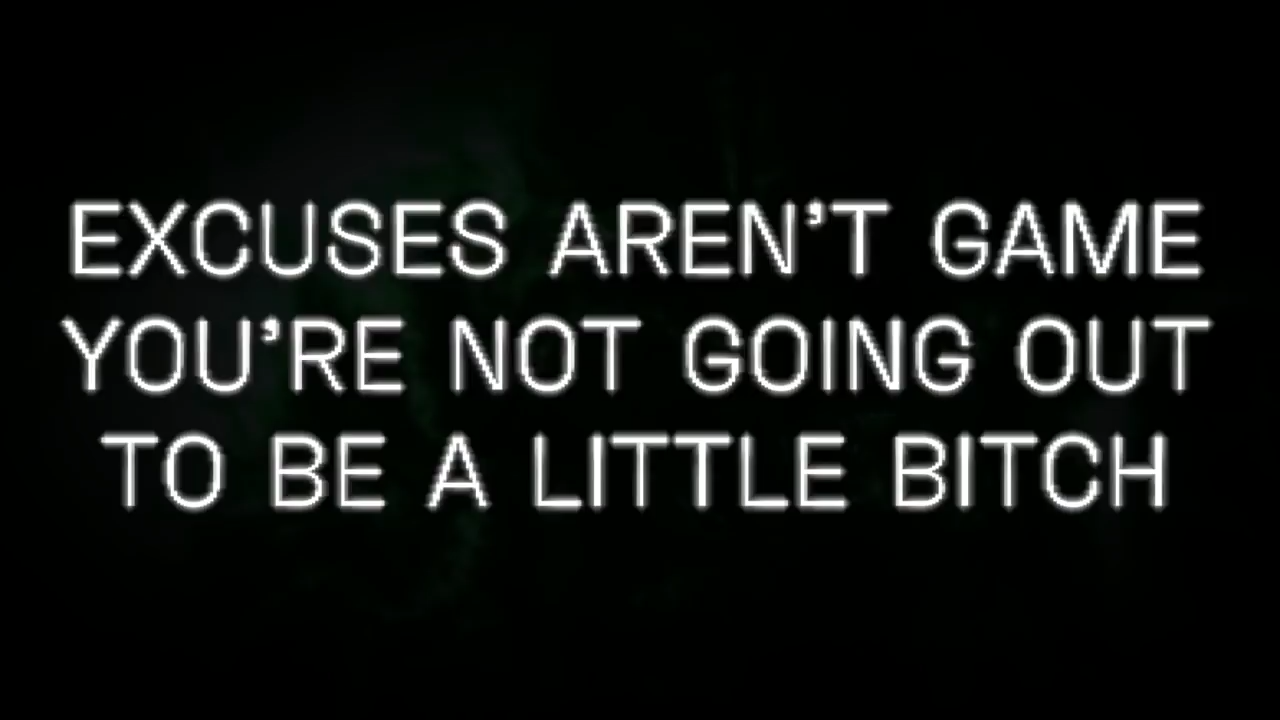 EXCUSES AREN’T GAME
YOU’RE NOT GOING OUT
TO BE A LITTLE BITCH